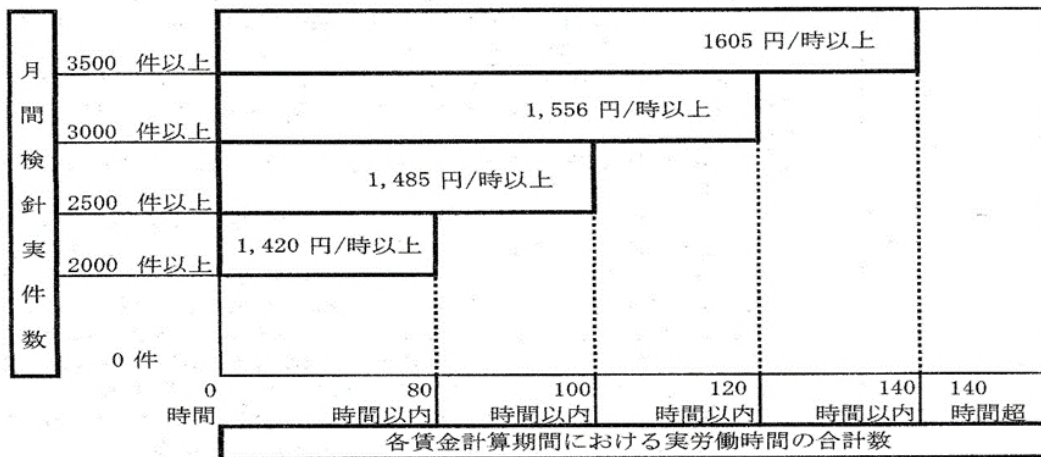 月間検針実件数
1605 円/時以上
3500 件以上
1,556 円/時以上
3000 件以上
1,485 円/時以上
2500 件以上
1,420 円/時以上
2000 件以上
0 件
0 80 100 120 140 140
時間 時間以内 時間以内 時間以内 時間以内 時間超
各賃金計算期間における実労働時間の合計数